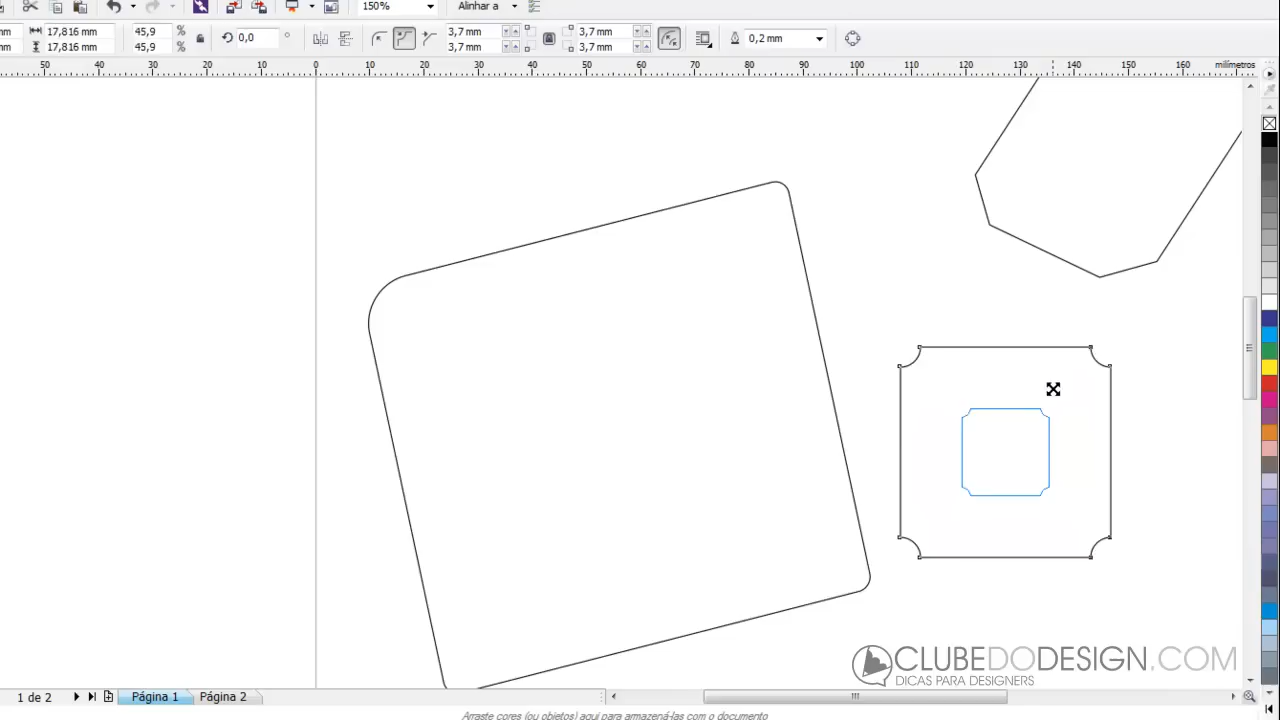 150% Alinhar a
mm 17,816 mm 45,9 % 0,0 ° 3,7 mm 3,7 mm 0,2 mm
mm 17,816 mm 45,9 % 3,7 mm 3,7 mm
50 40 30 20 10 0 10 20 30 40 50 60 70 80 90 100 110 120 130 140 150 160 milímetros
CLUBEDODESIGN.COM
DICAS PARA DESIGNERS
1 de 2 Página 1 Página 2
Arraste cores (ou objetos) aqui para armazená-las com o documento